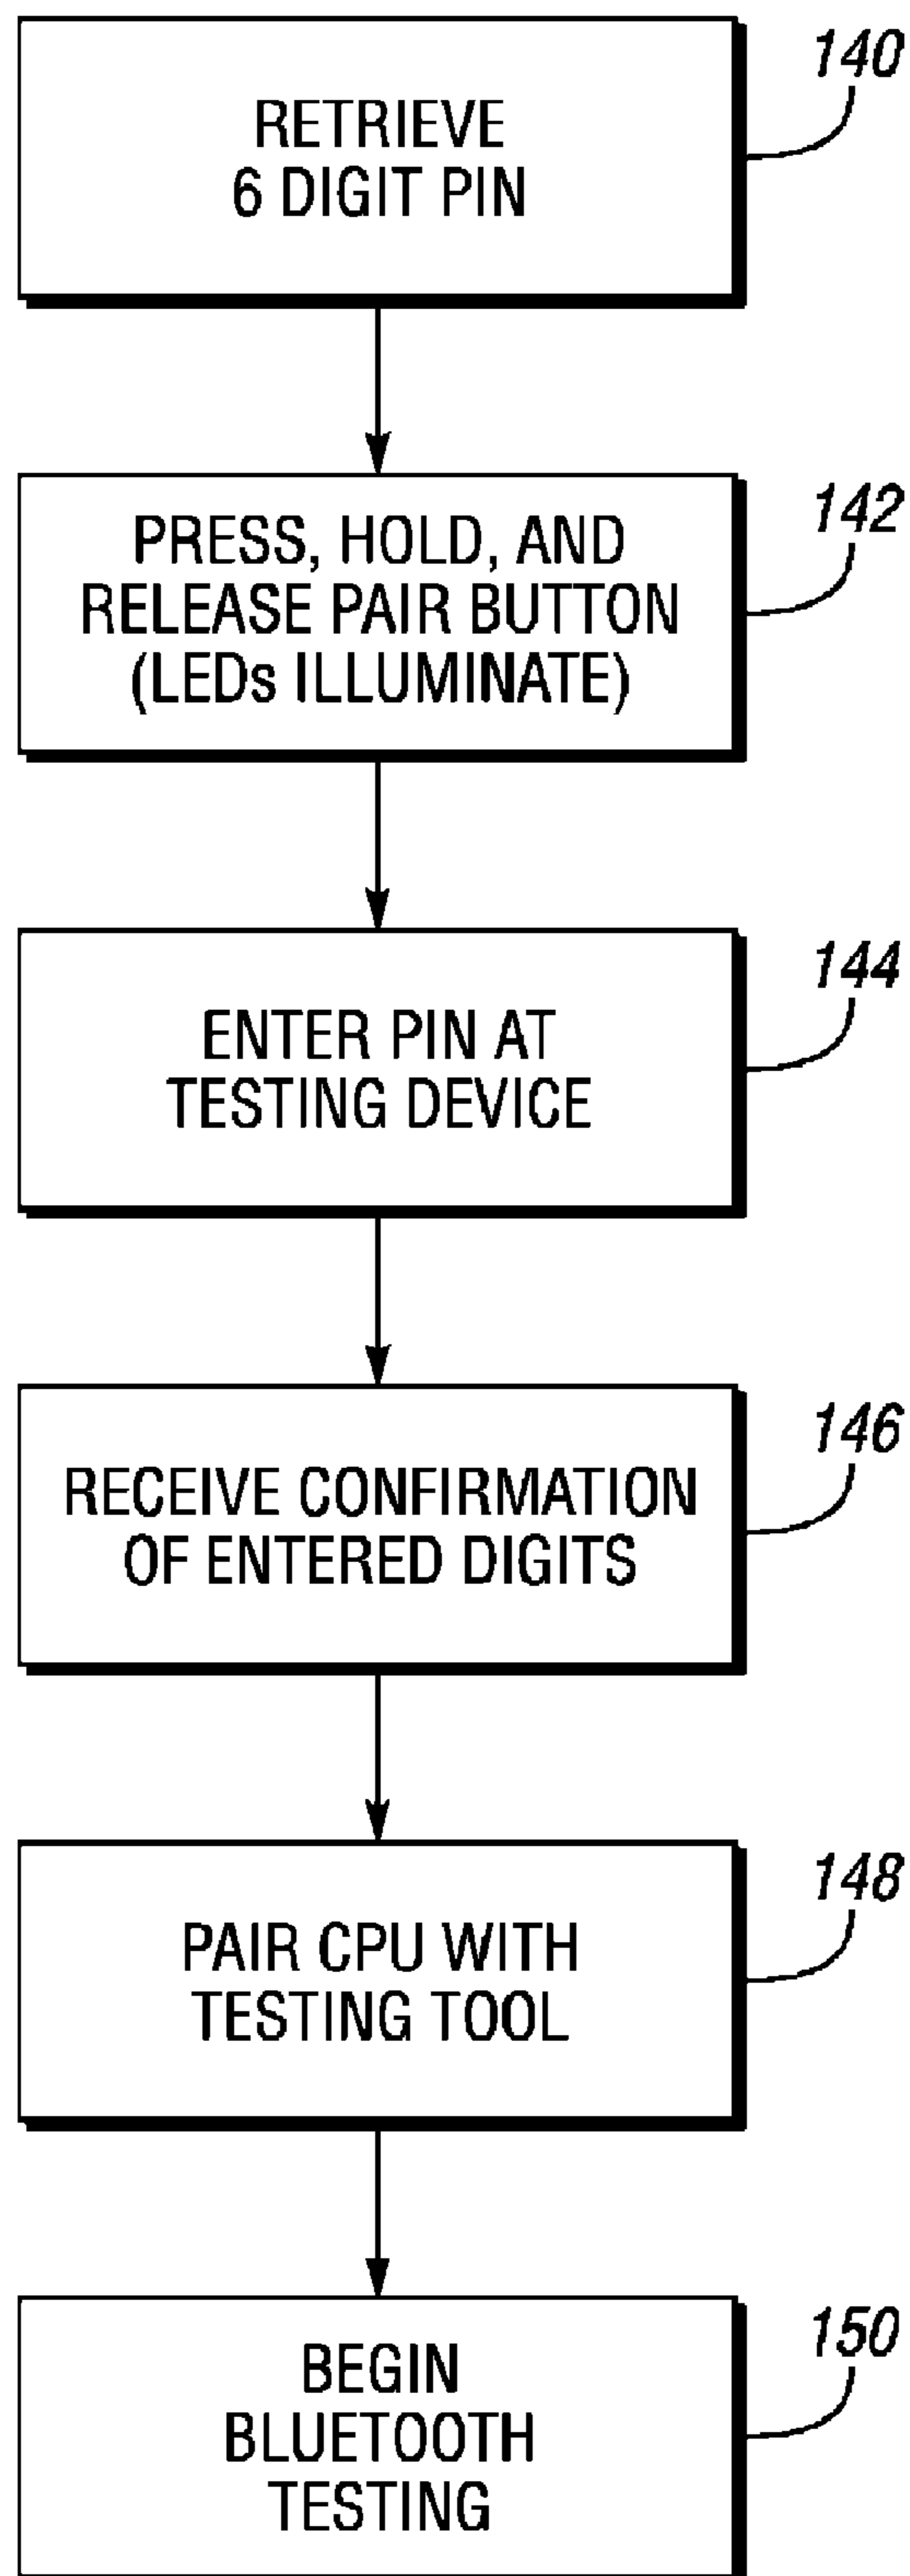 140
RETRIEVE
6 DIGIT PIN
142
PRESS, HOLD, AND
RELEASE PAIR BUTTON
(LEDs ILLUMINATE)
144
ENTER PIN AT
TESTING DEVICE
146
RECEIVE CONFIRMATION
OF ENTERED DIGITS
148
PAIR CPU WITH
TESTING TOOL
150
BEGIN
BLUETOOTH
TESTING